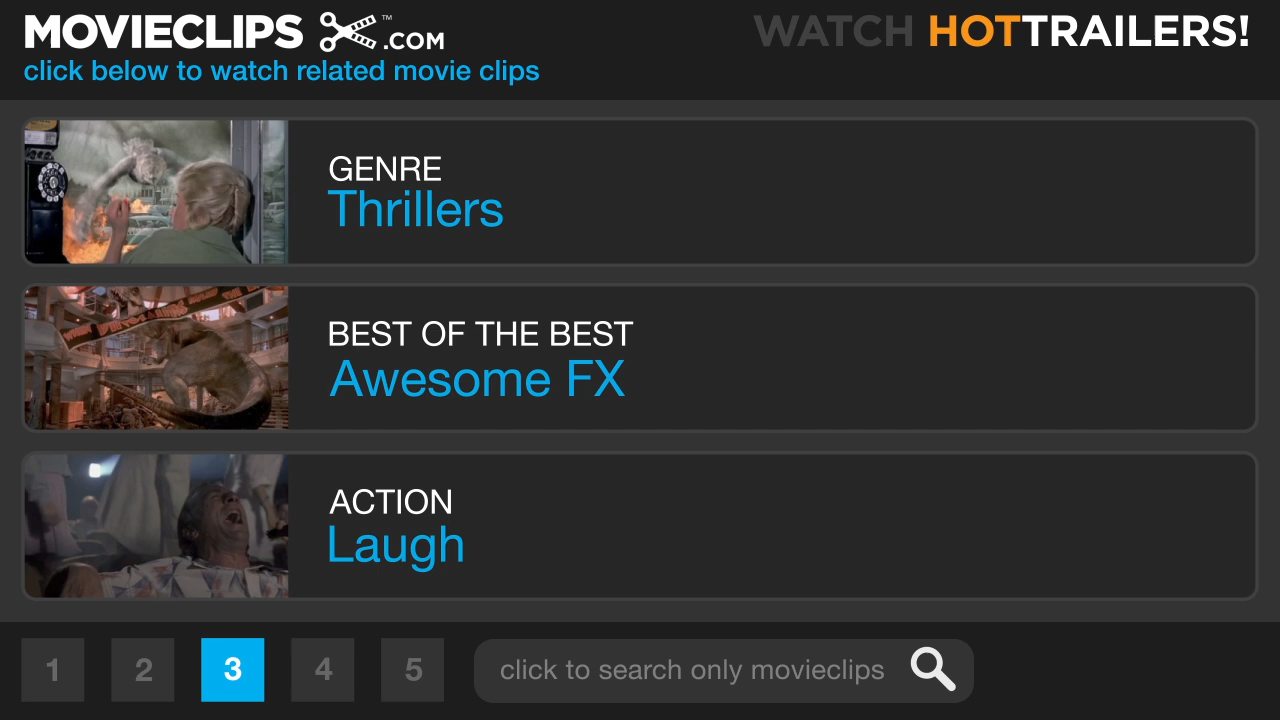 MOVIECLIPS ™ .COM
WATCH HOTTRAILERS!
click below to watch related movie clips
GENRE
Thrillers
BEST OF THE BEST
Awesome FX
ACTION
Laugh
1 2 3 4 5 click to search only movieclips